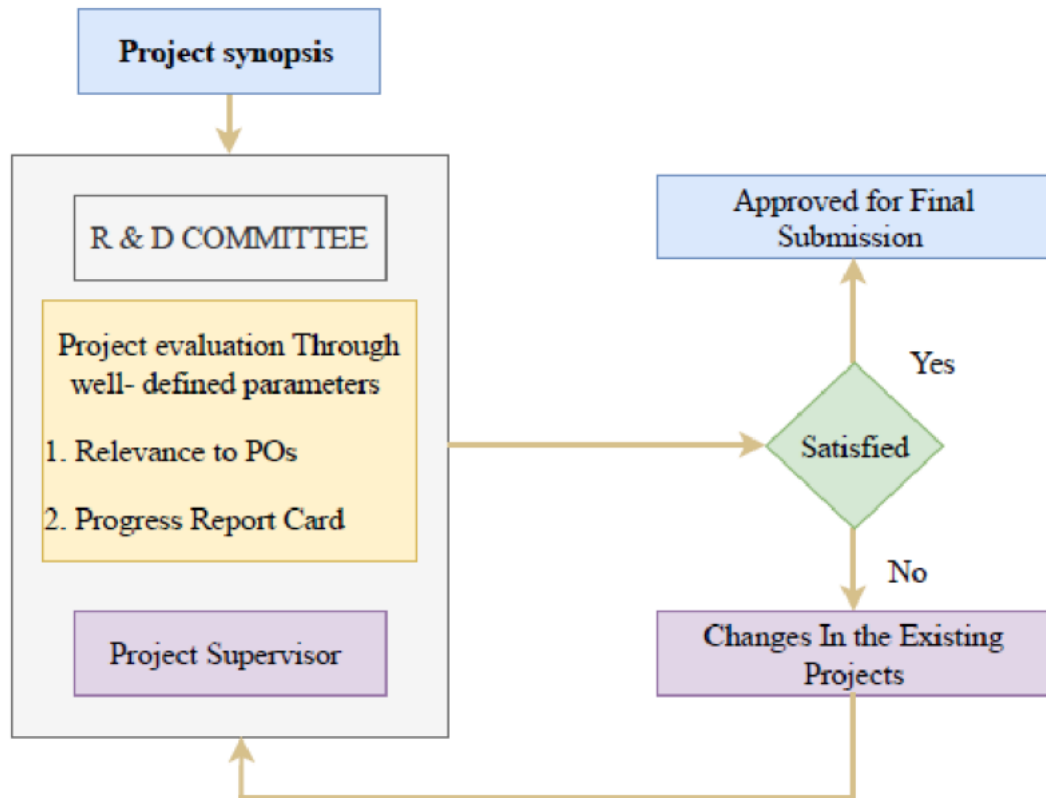 Project synopsis
R & D COMMITTEE
Project evaluation Through
well- defined parameters
1. Relevance to POs
2. Progress Report Card
Project Supervisor
Approved for Final
Submission
Yes
Satisfied
No
Changes In the Existing
Projects